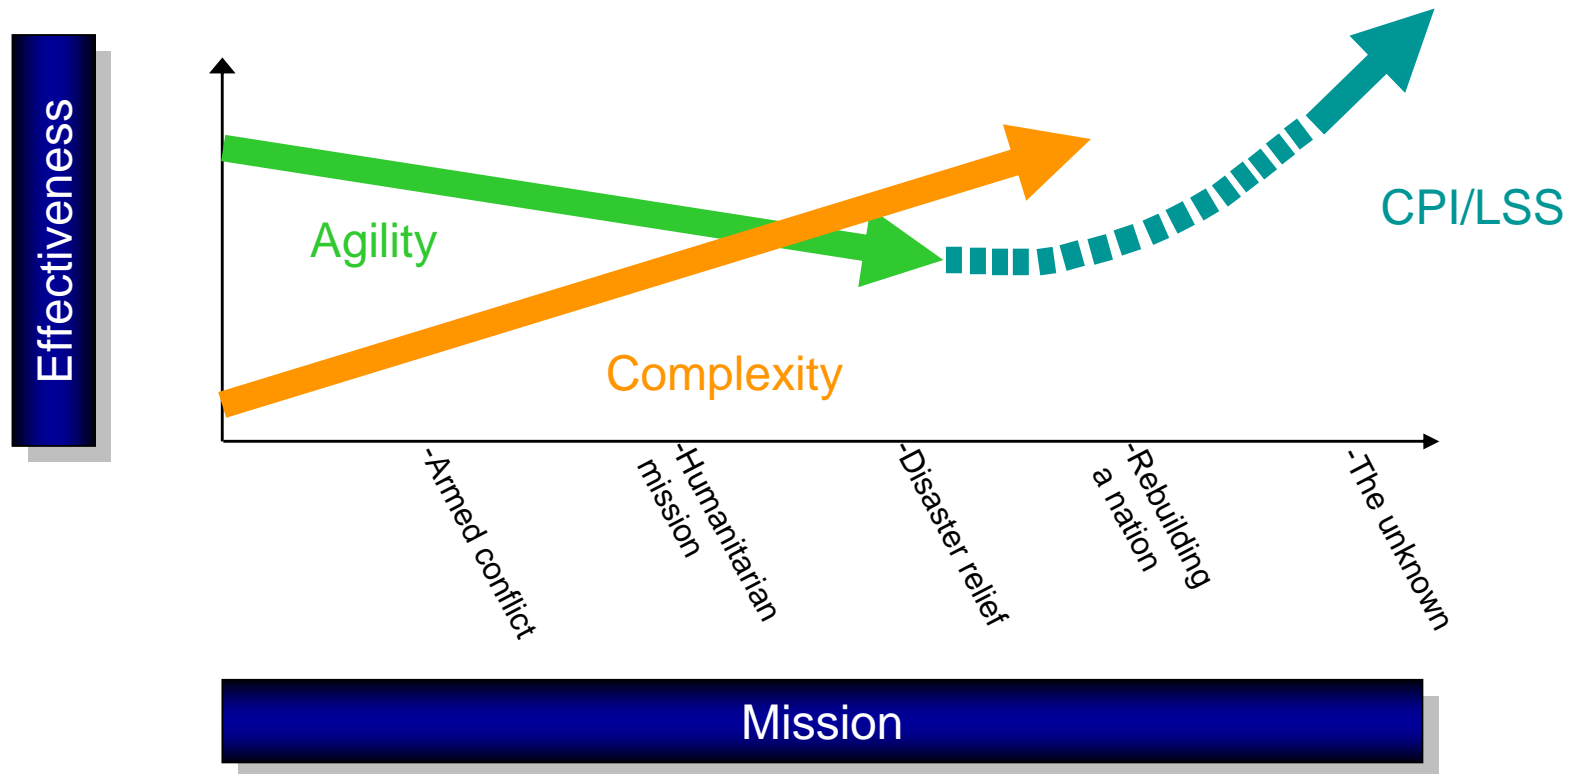 Effectiveness
Agility
Complexity
CPI/LSS
-Armed conflict
-Humanitarian
mission
-Disaster relief
-Rebuilding
a nation
-The unknown
Mission